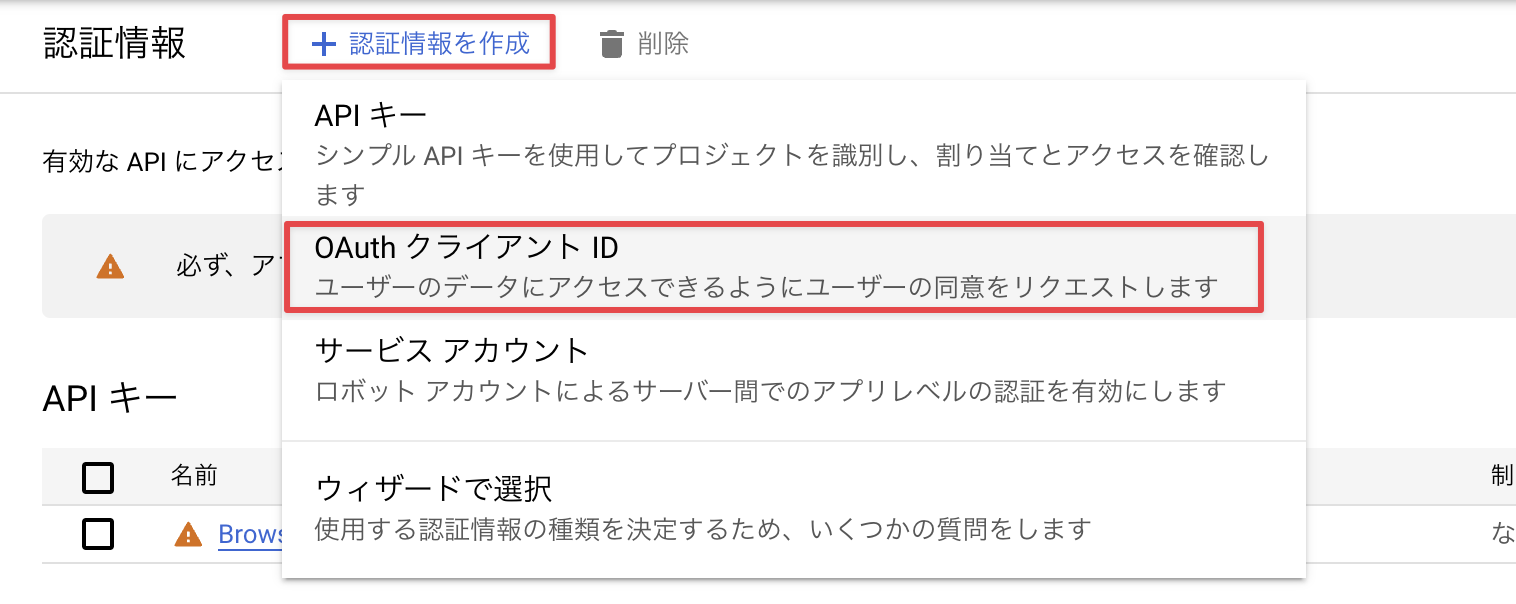 認証情報
認証情報を作成
削除
API キー
シンプル API キーを使用してプロジェクトを識別し、割り当てとアクセスを確認し
ます
有効な API にアクセ
OAuth クライアント ID
ユーザーのデータにアクセスできるようにユーザーの同意をリクエストします
必ず、ア
サービス アカウント
ロボット アカウントによるサーバー間でのアプリレベルの認証を有効にします
API キー
ウィザードで選択
使用する認証情報の種類を決定するため、いくつかの質問をします
名前
制
Brows
な